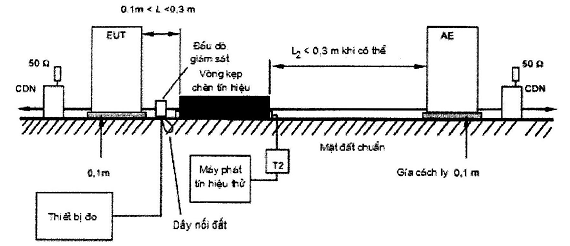 0.1m < L <0,3 m
EUT
AE
Đầu dò
giám sát
Vòng kẹp
chèn tín hiệu
L2 < 0,3 m khi có thể
50 Ω
50 Ω
CDN
CDN
Mặt đất chuẩn
0,1m
Máy phát
tín hiệu thử
T2
Gía cách ly 0,1 m
Thiết bị đo
Dây nối đất